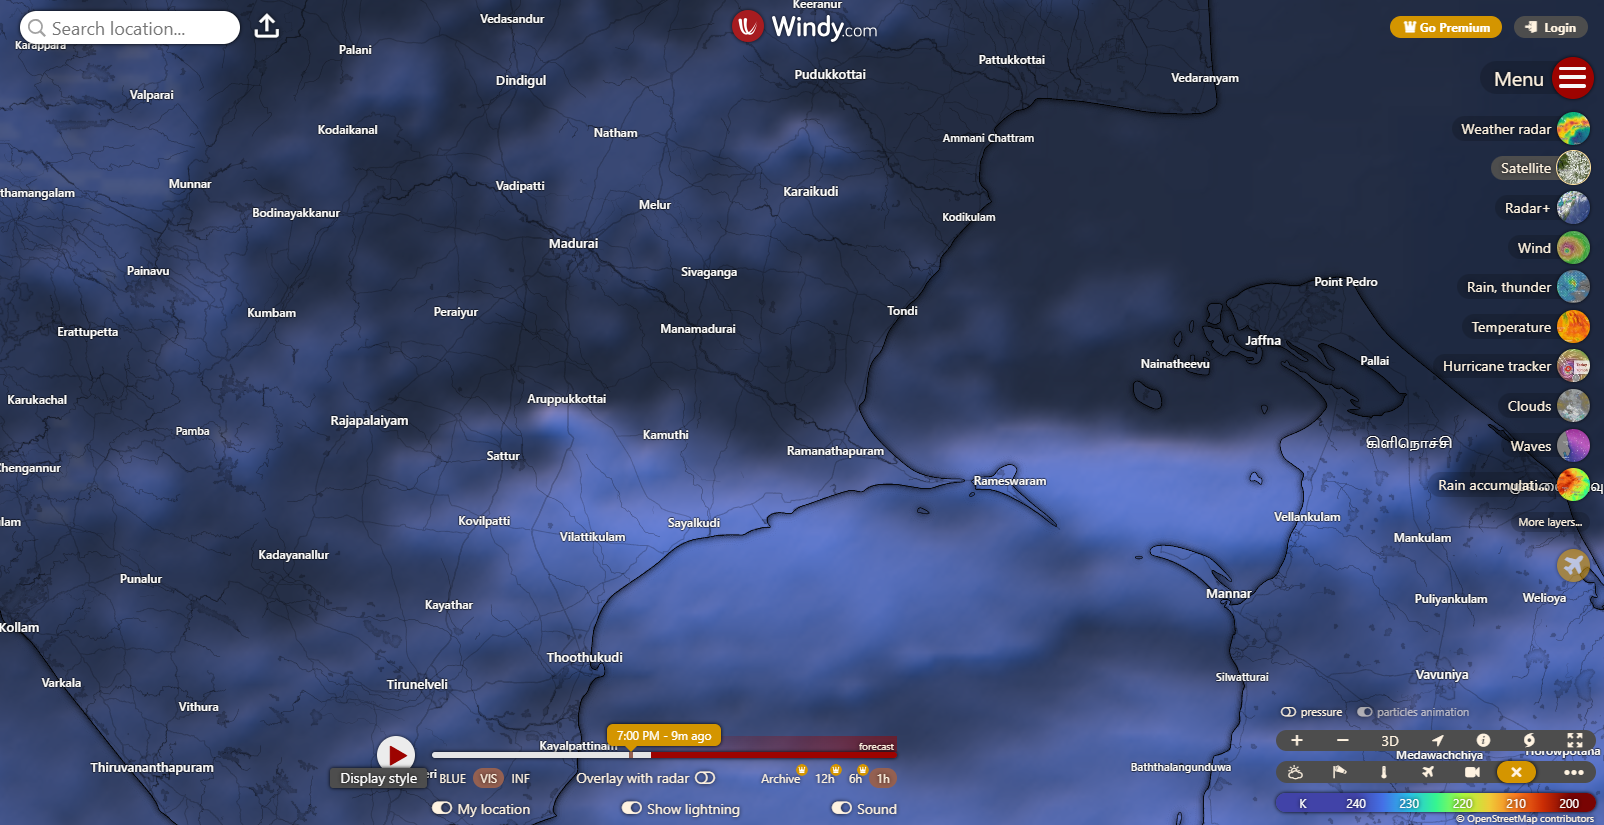 Search location...
Windy.com
Go Premium
Login
Menu
Weather radar
Satellite
Radar+
Wind
Rain, thunder
Temperature
Hurricane tracker
Clouds
Waves
Rain accumulati...
More layers...
Keeranur
Vedasandur
Karappara
Palani
Pattukkottai
Pudukkottai
Vedaranyam
Dindigul
Valparai
Kodaikanal
Natham
Ammani Chattram
Munnar
Vadipatti
Karaikudi
thamangalam
Melur
Bodinayakkanur
Kodikulam
Madurai
Painavu
Sivaganga
Point Pedro
Kumbam
Peraiyur
Tondi
Erattupetta
Manamadurai
Jaffna
Nainatheevu
Pallai
Karukachal
Aruppukkottai
Rajapalaiyam
Pamba
Kamuthi
கிளிநொச்சி
Ramanathapuram
Sattur
Chengannur
Rameswaram
Vellankulam
Kovilpatti
Sayalkudi
lam
Vilattikulam
Mankulam
Kadayanallur
Punalur
Mannar
Puliyankulam
Welioya
Kayathar
Kollam
Thoothukudi
Vavuniya
Silwatturai
Varkala
Tirunelveli
Vithura
Kayalpattinam
Thiruvananthapuram
Baththalangunduwa
Medawachchiya
Horowpotana
7:00 PM - 9m ago
forecast
Display style
eri
BLUE
VIS
INF
Overlay with radar
Archive
12h
6h
1h
My location
Show lightning
Sound
pressure
particles animation
+
−
3D
K 240 230 220 210 200
© OpenStreetMap contributors